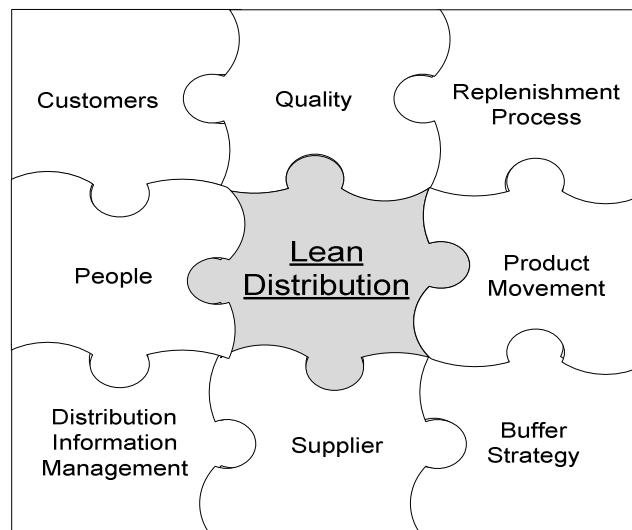 Customers
Quality
Replenishment
Process
People
Lean
Distribution
Product
Movement
Distribution
Information
Management
Supplier
Buffer
Strategy